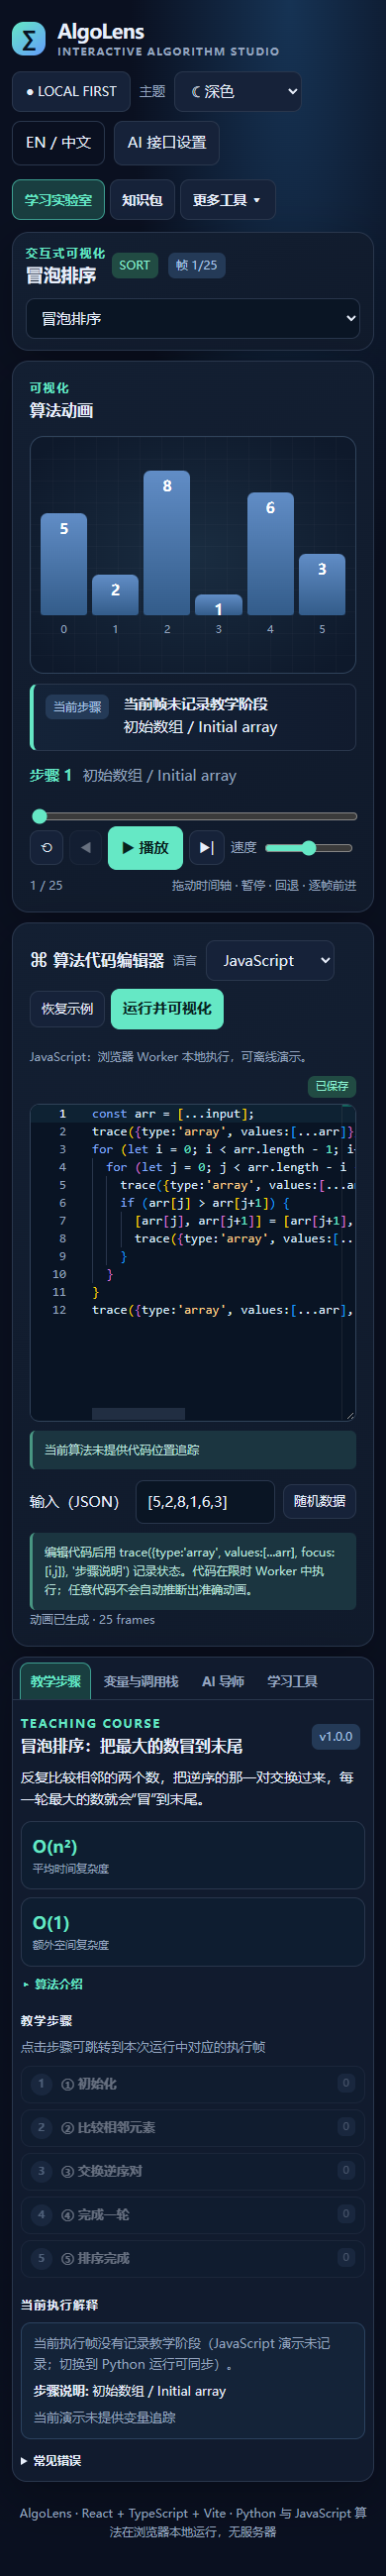 ∑ AlgoLens
INTERACTIVE ALGORITHM STUDIO
● LOCAL FIRST 主题 ☾ 深色
EN / 中文 AI 接口设置
学习实验室 知识包 更多工具 ▼
交互式可视化
冒泡排序 SORT 帧 1/25
冒泡排序
可视化
算法动画
5 2 8 1 6 3
0 1 2 3 4 5
当前步骤 当前帧未记录教学阶段
初始数组 / Initial array
步骤 1 初始数组 / Initial array
⟲ ◀ ▶ 播放 ▶| 速度
1 / 25 拖动时间轴 · 暂停 · 回退 · 逐帧前进
⌘ 算法代码编辑器 语言 JavaScript
恢复示例 运行并可视化
JavaScript：浏览器 Worker 本地执行，可离线演示。
已保存
1 const arr = [...input];
2 trace({type:'array', values:[...arr]}
3 for (let i = 0; i < arr.length - 1; i+
4 for (let j = 0; j < arr.length - i
5 trace({type:'array', values:[...ar
6 if (arr[j] > arr[j+1]) {
7 [arr[j], arr[j+1]] = [arr[j+1],
8 trace({type:'array', values:[...
9 }
10 }
11 }
12 trace({type:'array', values:[...arr],
当前算法未提供代码位置追踪
输入（JSON） [5,2,8,1,6,3] 随机数据
编辑代码后用 trace({type:'array', values:[...arr], focus:
[i,j]}, '步骤说明') 记录状态。代码在限时 Worker 中执
行；任意代码不会自动推断出准确动画。
动画已生成 · 25 frames
教学步骤 变量与调用栈 AI 导师 学习工具
TEACHING COURSE
冒泡排序：把最大的数冒到末尾 v1.0.0
反复比较相邻的两个数，把逆序的那一对交换过来，每
一轮最大的数就会“冒”到末尾。
O(n²)
平均时间复杂度
O(1)
额外空间复杂度
▸ 算法介绍
教学步骤
点击步骤可跳转到本次运行中对应的执行帧
1 ① 初始化 0
2 ② 比较相邻元素 0
3 ③ 交换逆序对 0
4 ④ 完成一轮 0
5 ⑤ 排序完成 0
当前执行解释
当前执行帧没有记录教学阶段（JavaScript 演示未记
录；切换到 Python 运行可同步）。
步骤说明: 初始数组 / Initial array
当前演示未提供变量追踪
▶ 常见错误
AlgoLens · React + TypeScript + Vite · Python 与 JavaScript 算
法在浏览器本地运行，无服务器